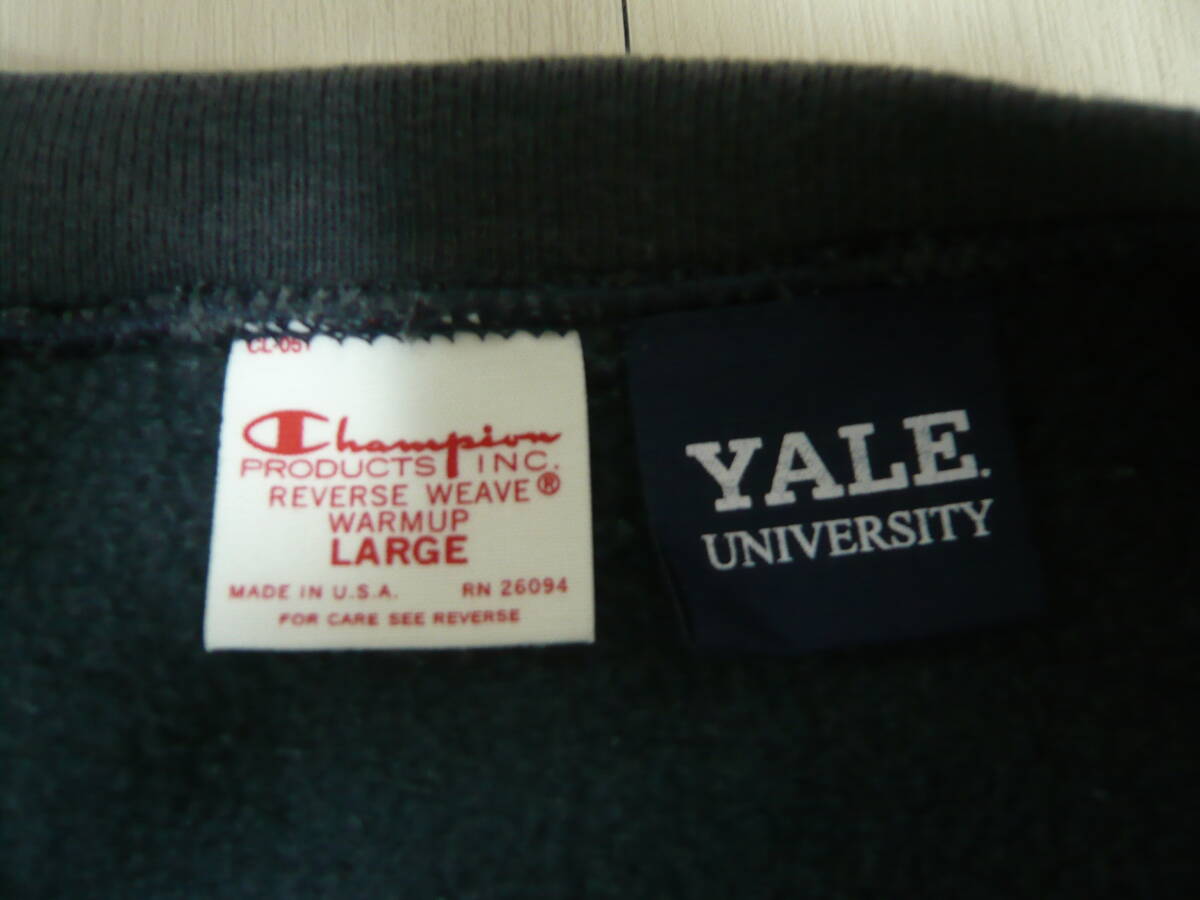 CL-051
Champion
PRODUCTS INC.
REVERSE WEAVE®
WARMUP
LARGE
MADE IN U.S.A. RN 26094
FOR CARE SEE REVERSE
YALE.
UNIVERSITY